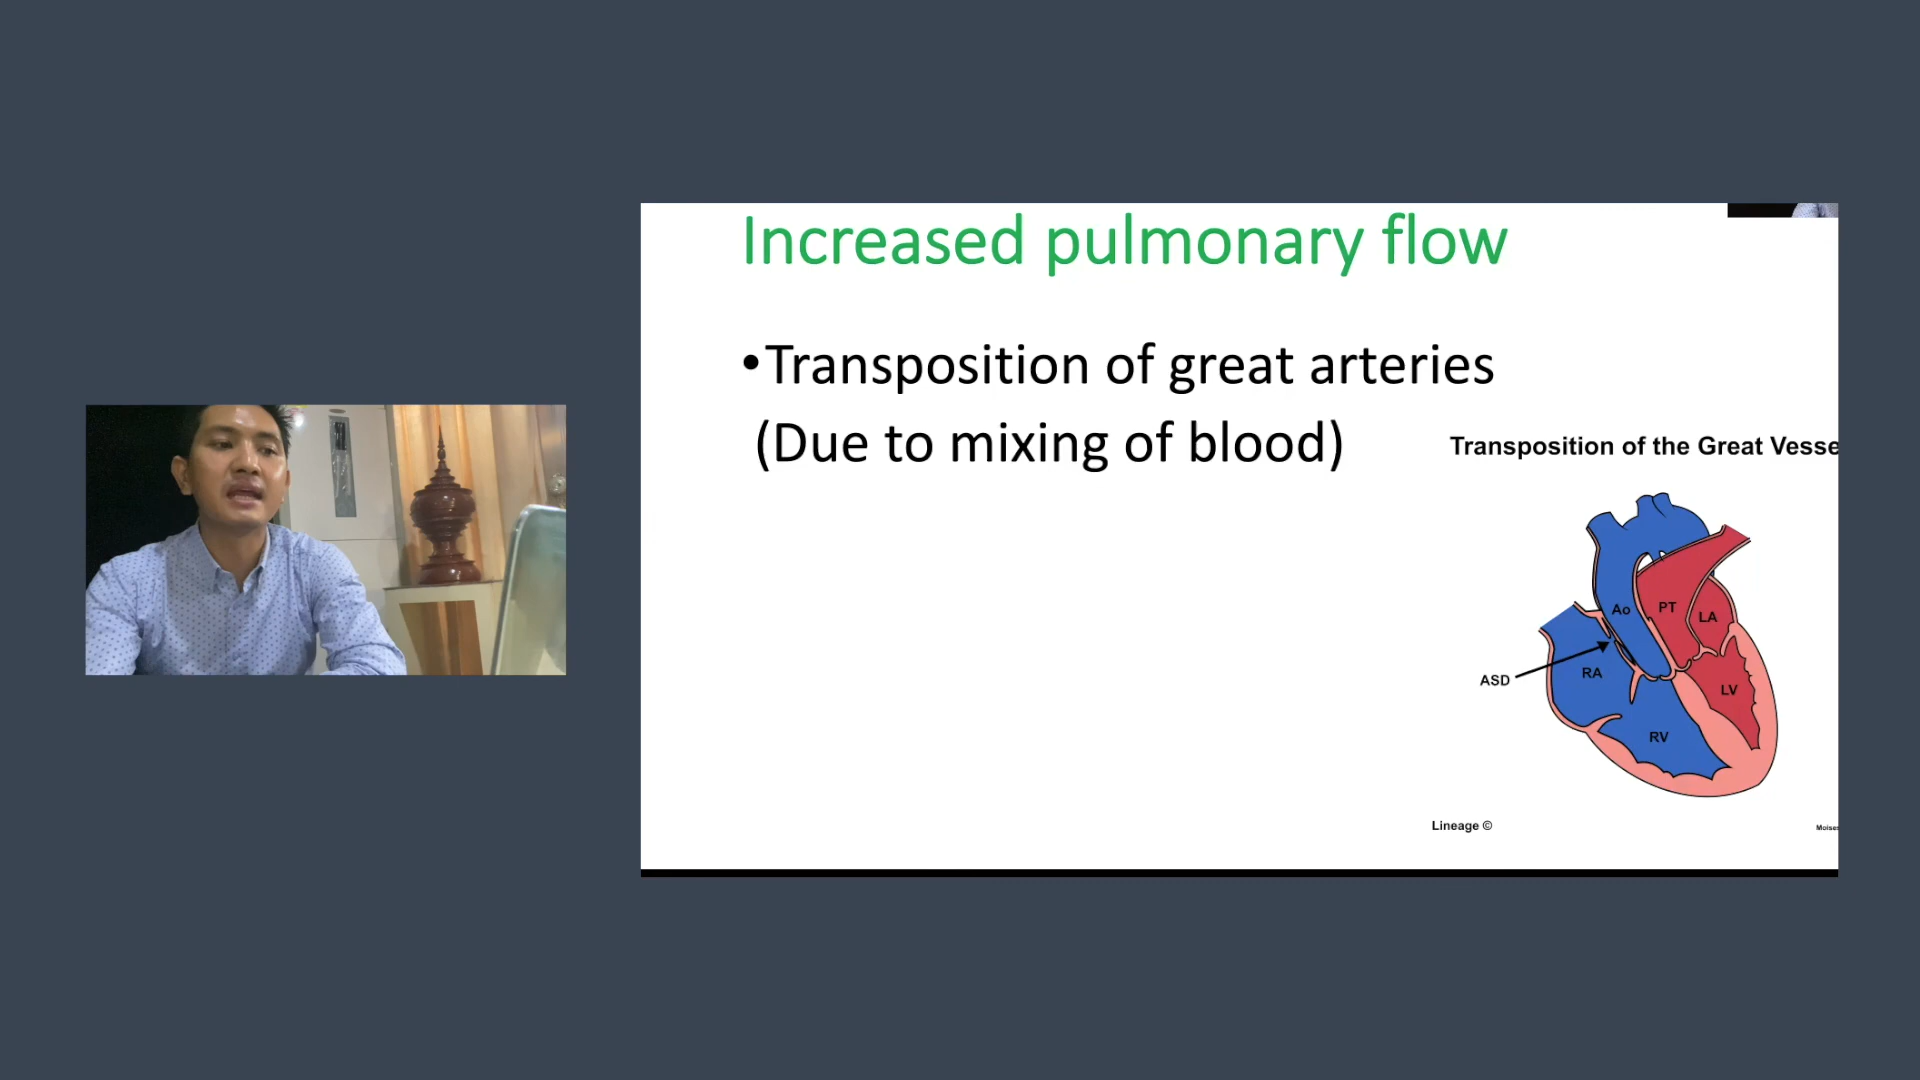 Increased pulmonary flow
•Transposition of great arteries
(Due to mixing of blood)
Transposition of the Great Vesse
Ao
PT
LA
ASD
RA
LV
RV
Lineage ©
Moises